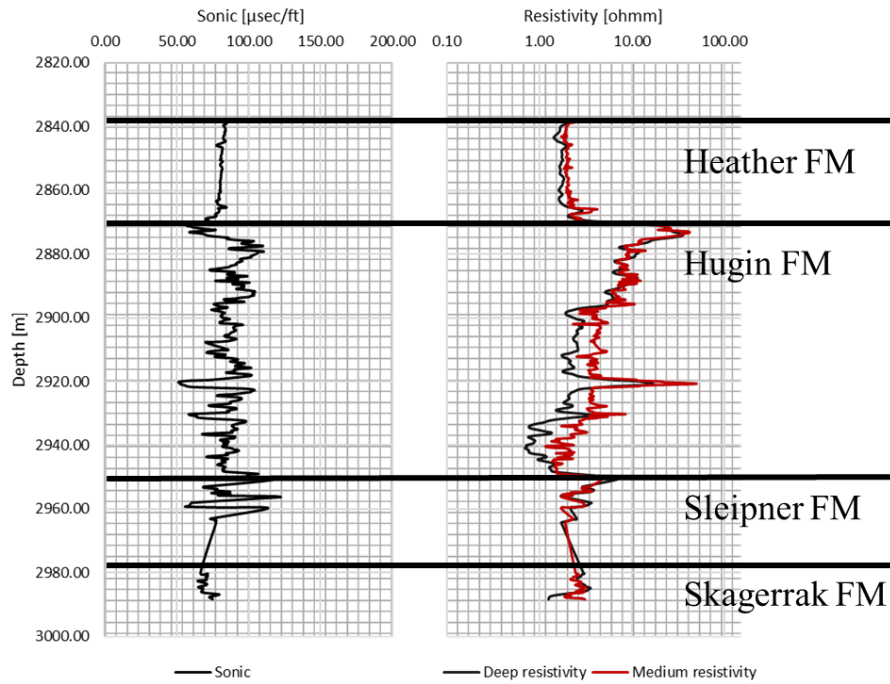 Sonic [µsec/ft] Resistivity [ohmm]
0.00 50.00 100.00 150.00 200.00 0.10 1.00 10.00 100.00
2820.00
2840.00
Heather FM
2860.00
2880.00
Hugin FM
2900.00
Depth [m]
2920.00
2940.00
2960.00
Sleipner FM
2980.00
Skagerrak FM
3000.00
Sonic Deep resistivity Medium resistivity